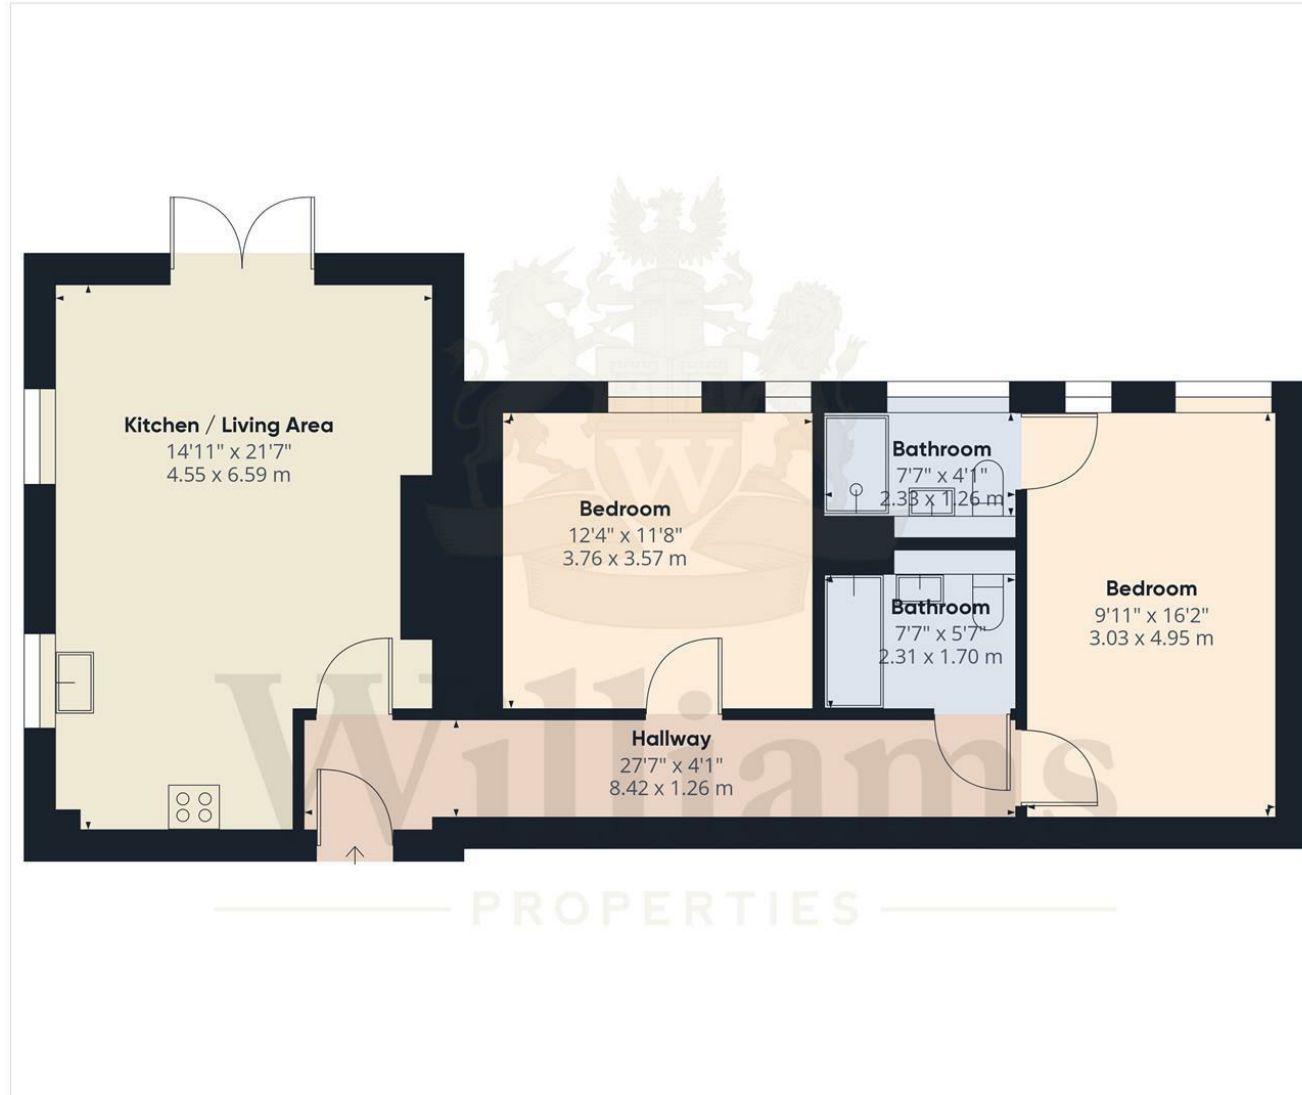 Kitchen / Living Area
14'11" x 21'7"
4.55 x 6.59 m
Bedroom
12'4" x 11'8"
3.76 x 3.57 m
Bathroom
7'7" x 4'1"
2.33 x 1.26 m
Bathroom
7'7" x 5'7"
2.31 x 1.70 m
Bedroom
9'11" x 16'2"
3.03 x 4.95 m
Hallway
27'7" x 4'1"
8.42 x 1.26 m
W
Williams
PROPERTIES